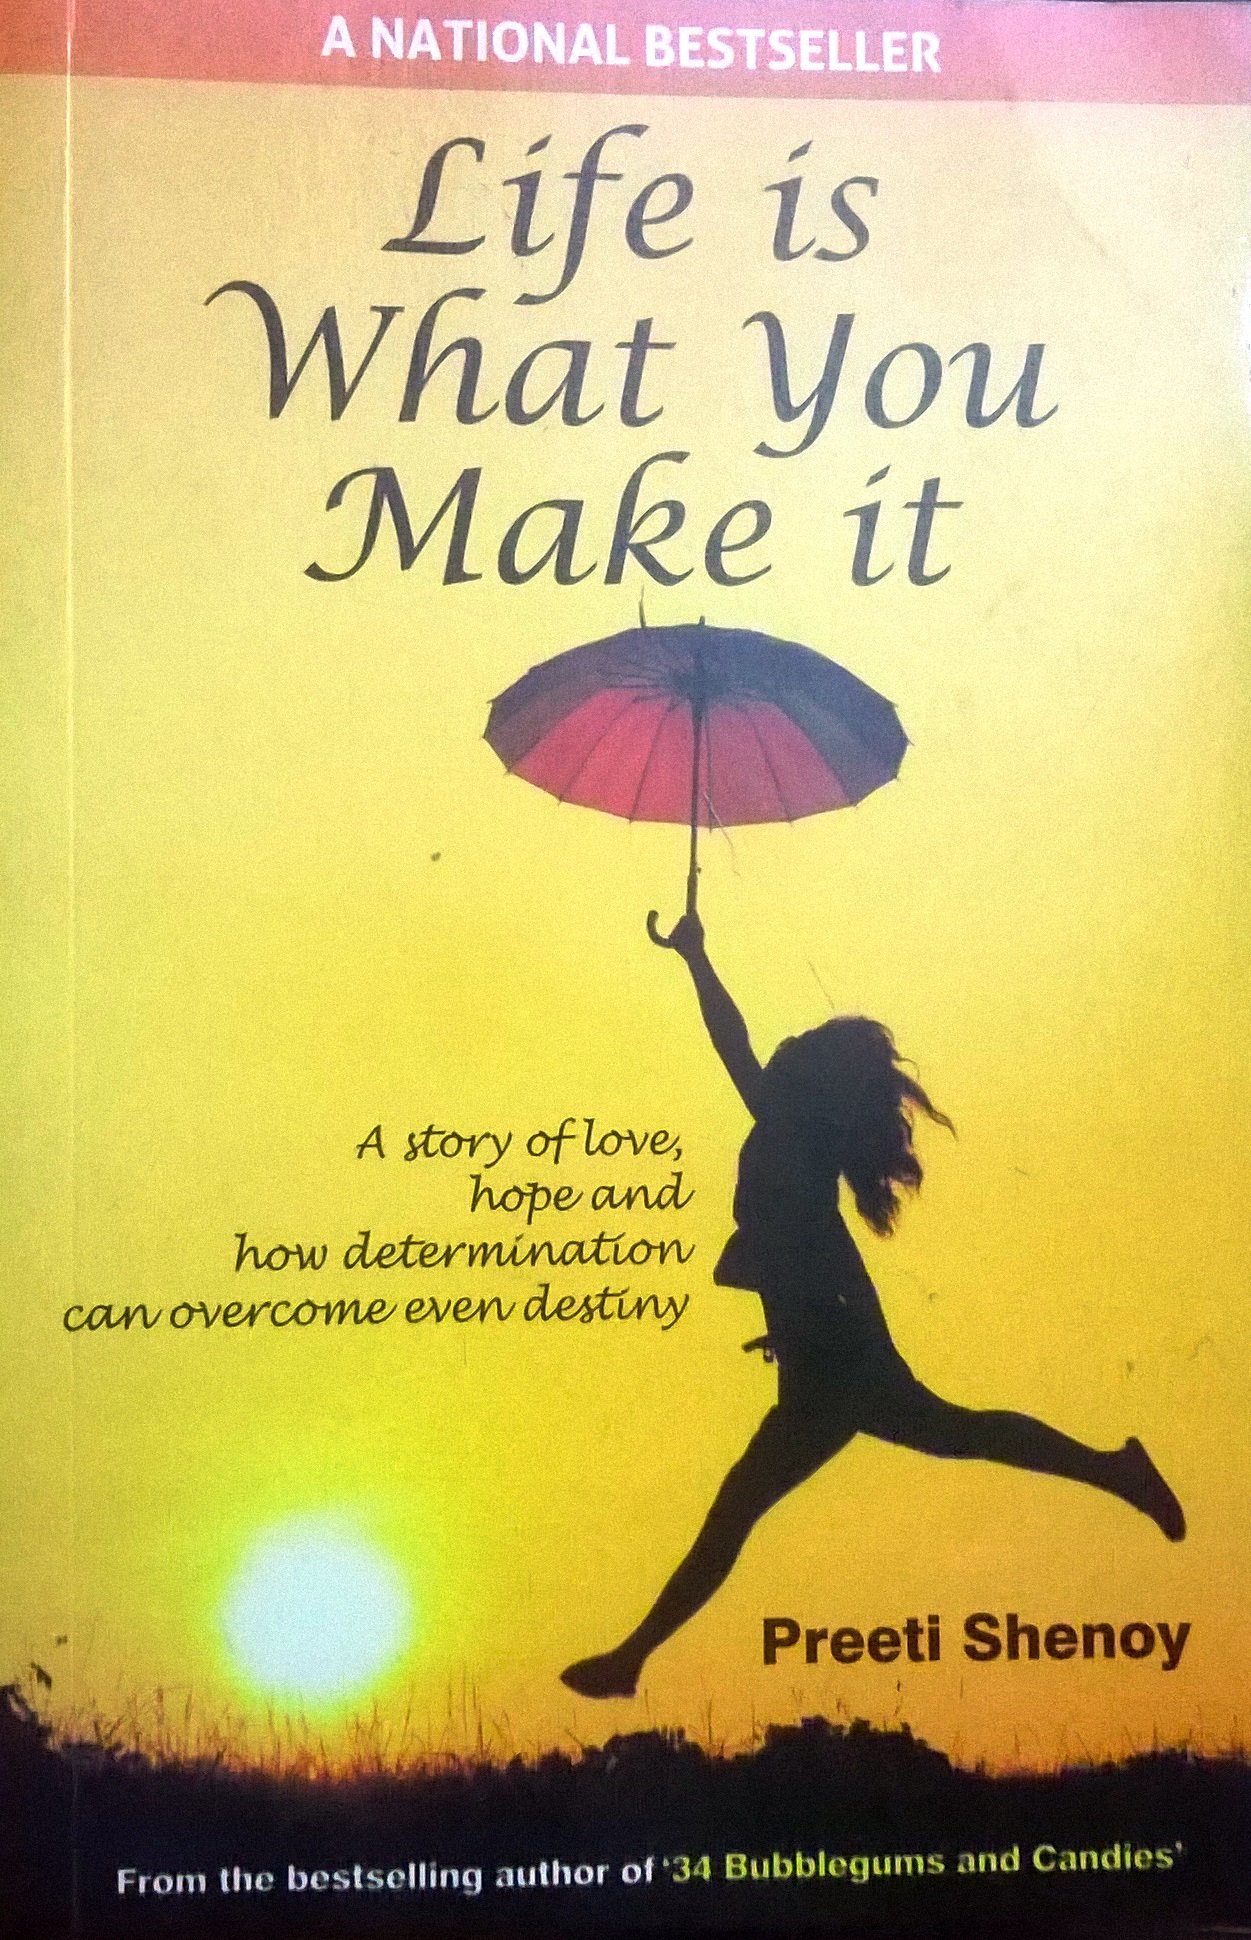 A NATIONAL BESTSELLER
Life is
What You
Make it
A story of love,
hope and
how determination
can overcome even destiny
Preeti Shenoy
From the bestselling author of '34 Bubblegums and Candies'